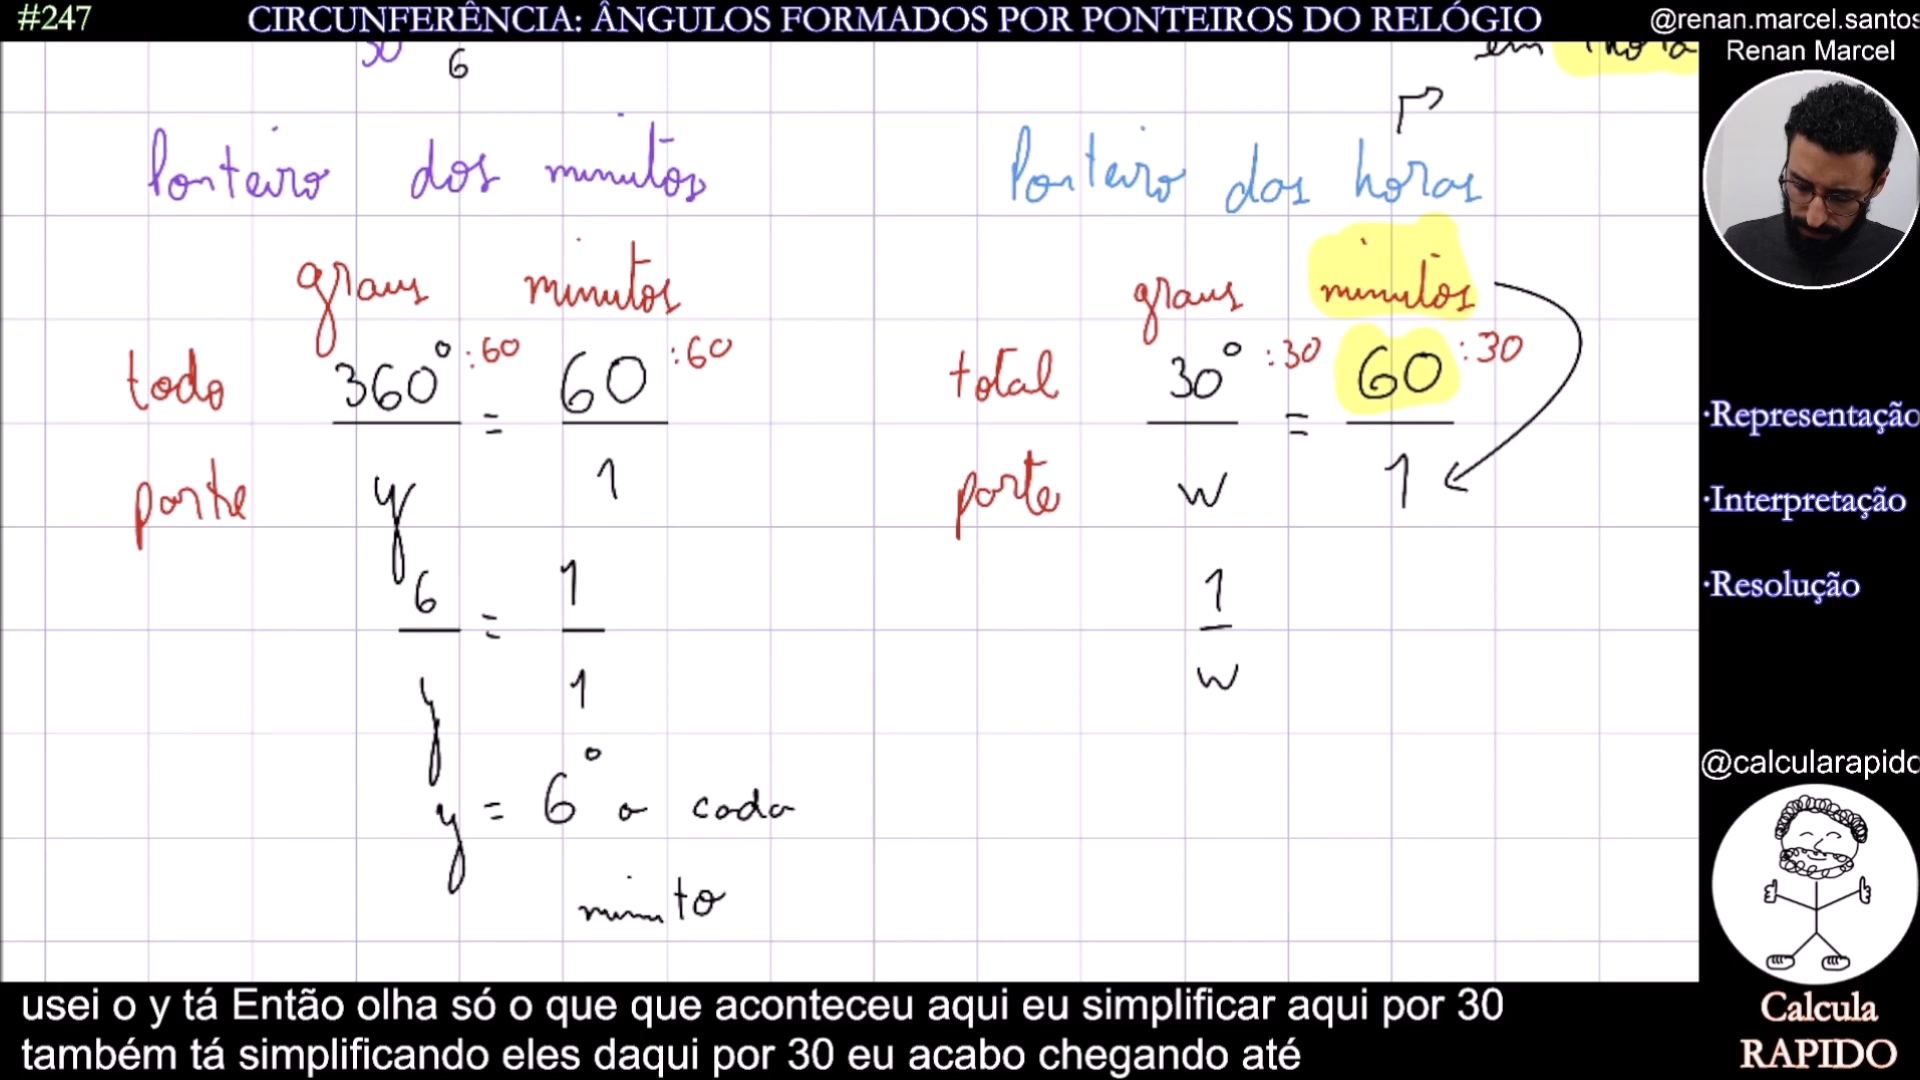 #247
CIRCUNFERÊNCIA: ÂNGULOS FORMADOS POR PONTEIROS DO RELÓGIO
@renan.marcel.santos
Renan Marcel
30
6
em 1 hora
Ponteiro dos minutos
graus minutos
todo 360° :60 = 60 :60
parte y 1
6 = 1
y 1
y = 6° a cada
minuto
Ponteiro das horas
graus minutos
total 30° :30 = 60 :30
parte w 1
1
w
·Representação
·Interpretação
·Resolução
@calcularapido
Calcula
RAPIDO
usei o y tá Então olha só o que que aconteceu aqui eu simplificar aqui por 30
também tá simplificando eles daqui por 30 eu acabo chegando até